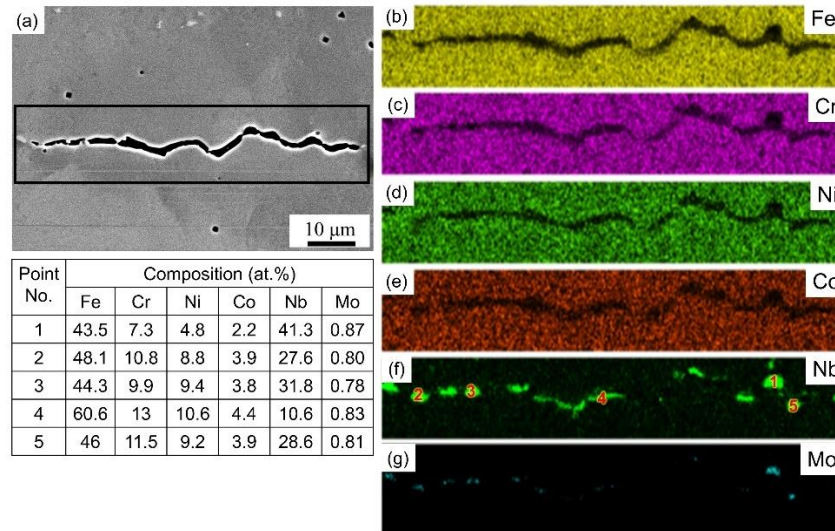 (a)
10 μm
Point No. Composition (at.%)
Fe Cr Ni Co Nb Mo
1 43.5 7.3 4.8 2.2 41.3 0.87
2 48.1 10.8 8.8 3.9 27.6 0.80
3 44.3 9.9 9.4 3.8 31.8 0.78
4 60.6 13 10.6 4.4 10.6 0.83
5 46 11.5 9.2 3.9 28.6 0.81
(b) Fe
(c) Cr
(d) Ni
(e) Co
(f) Nb
2 3 4 1 5
(g) Mo